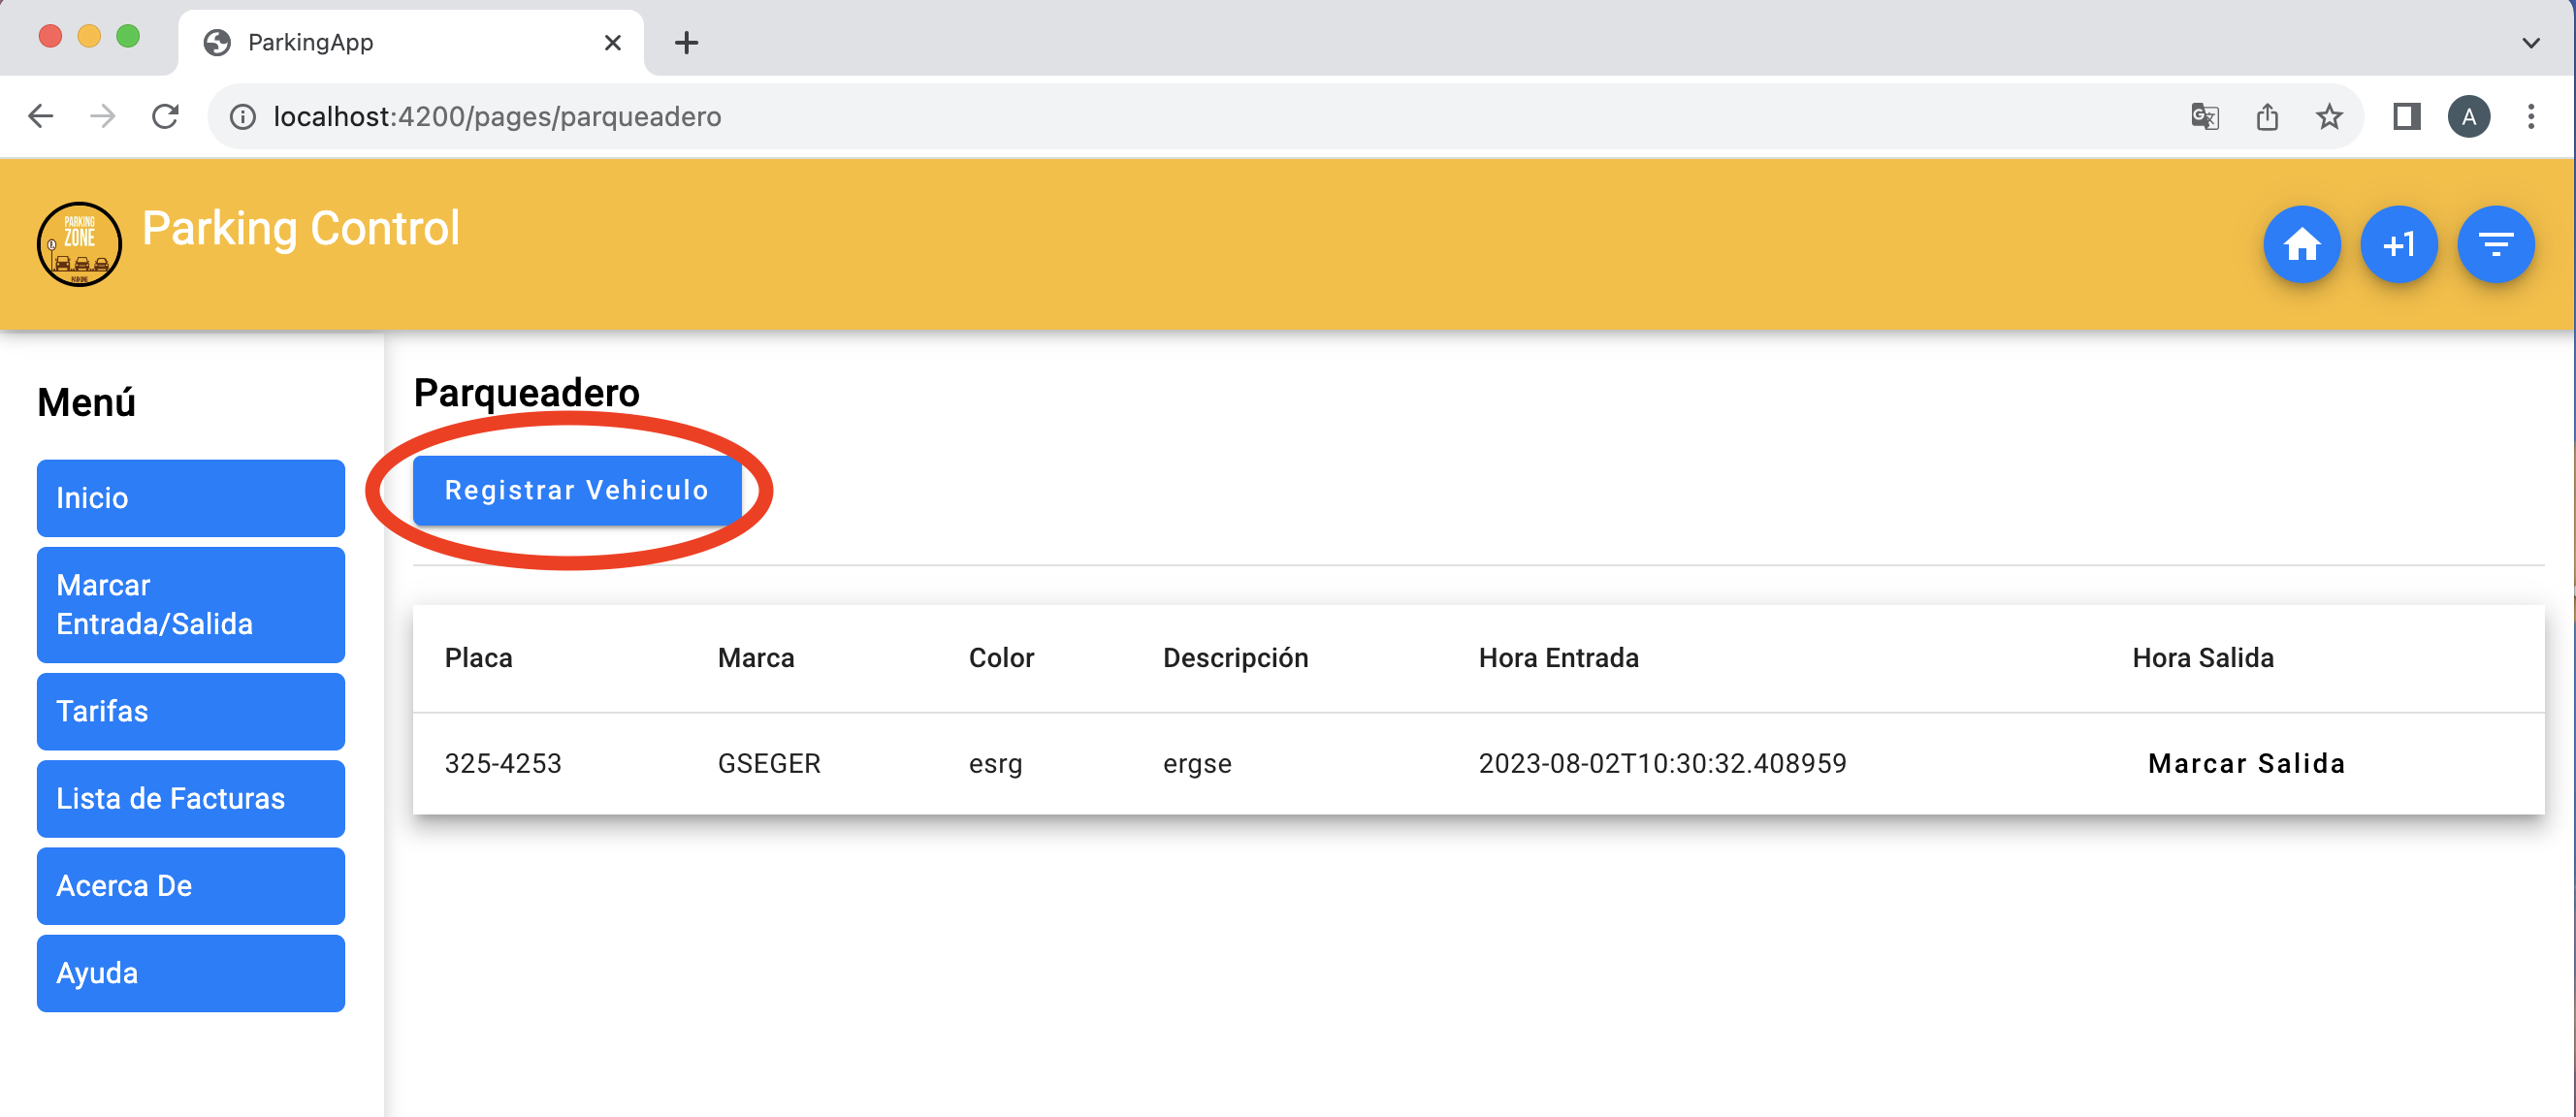 ParkingApp
localhost:4200/pages/parqueadero
A
PARKING
ZONE
PARKING
Parking Control
+1
Menú
Inicio
Marcar
Entrada/Salida
Tarifas
Lista de Facturas
Acerca De
Ayuda
Parqueadero
Registrar Vehiculo
Placa Marca Color Descripción Hora Entrada Hora Salida
325-4253 GSEGER esrg ergse 2023-08-02T10:30:32.408959 Marcar Salida